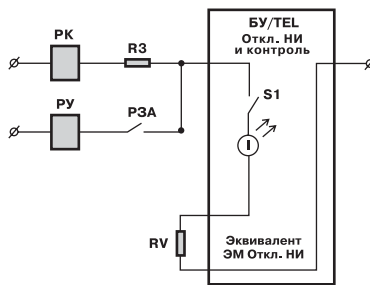 БУ/TEL
Откл. НИ
и контроль
РК
R3
S1
РУ
РЗА
I
RV
Эквивалент
ЭМ Откл. НИ